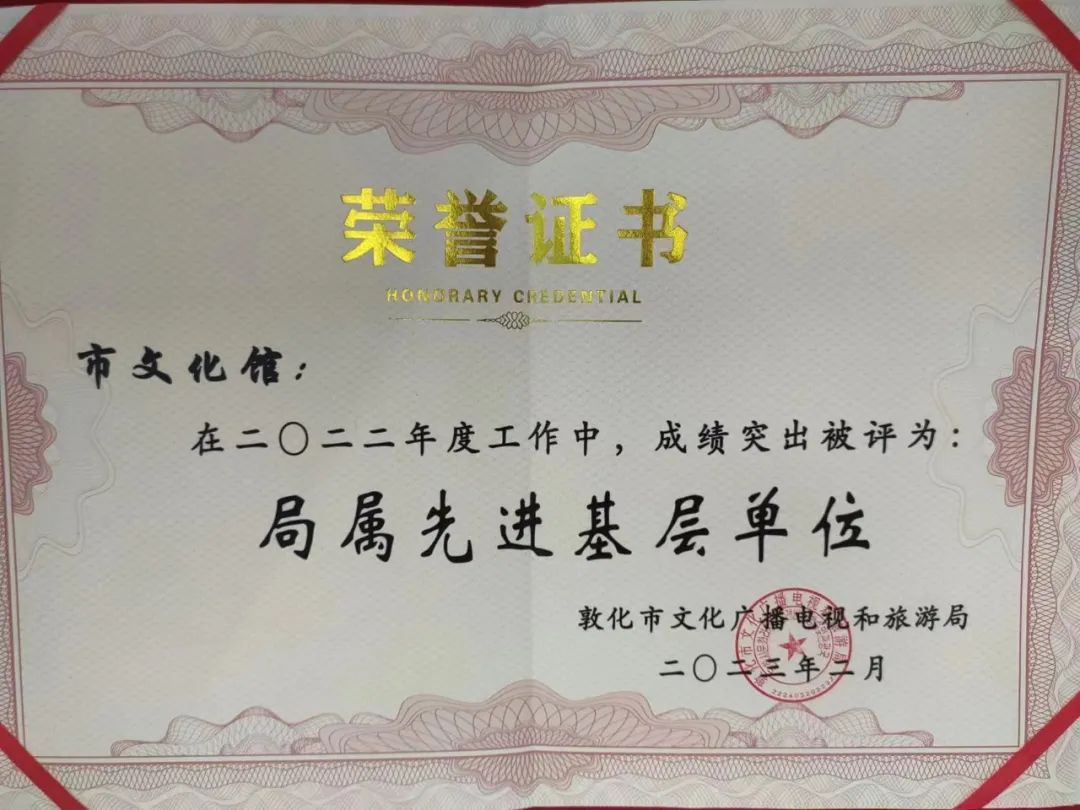 荣誉证书
HONORARY CREDENTIAL
市文化馆：
在二〇二二年度工作中，成绩突出被评为：
局属先进基层单位
敦化市文化广播电视和旅游局
二〇二三年二月